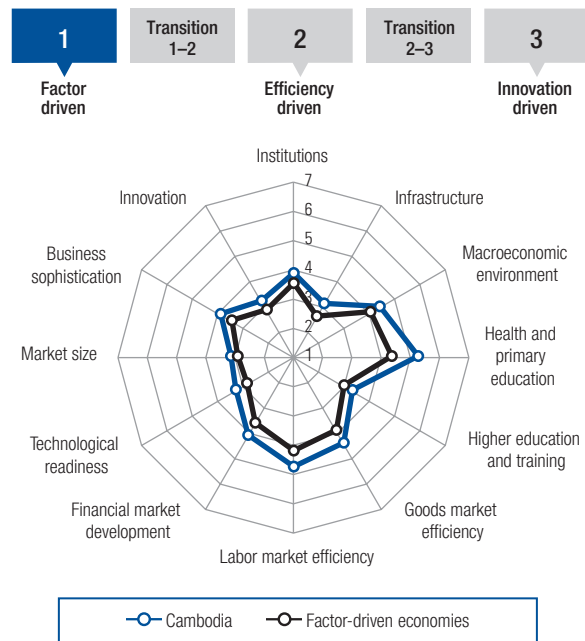 1
Transition
1–2
2
Transition
2–3
3
Factor
driven
Efficiency
driven
Innovation
driven
Institutions
Infrastructure
Macroeconomic
environment
Health and
primary
education
Higher education
and training
Goods market
efficiency
Labor market efficiency
Financial market
development
Technological
readiness
Market size
Business
sophistication
Innovation
7
6
5
4
3
2
1
Cambodia
Factor-driven economies